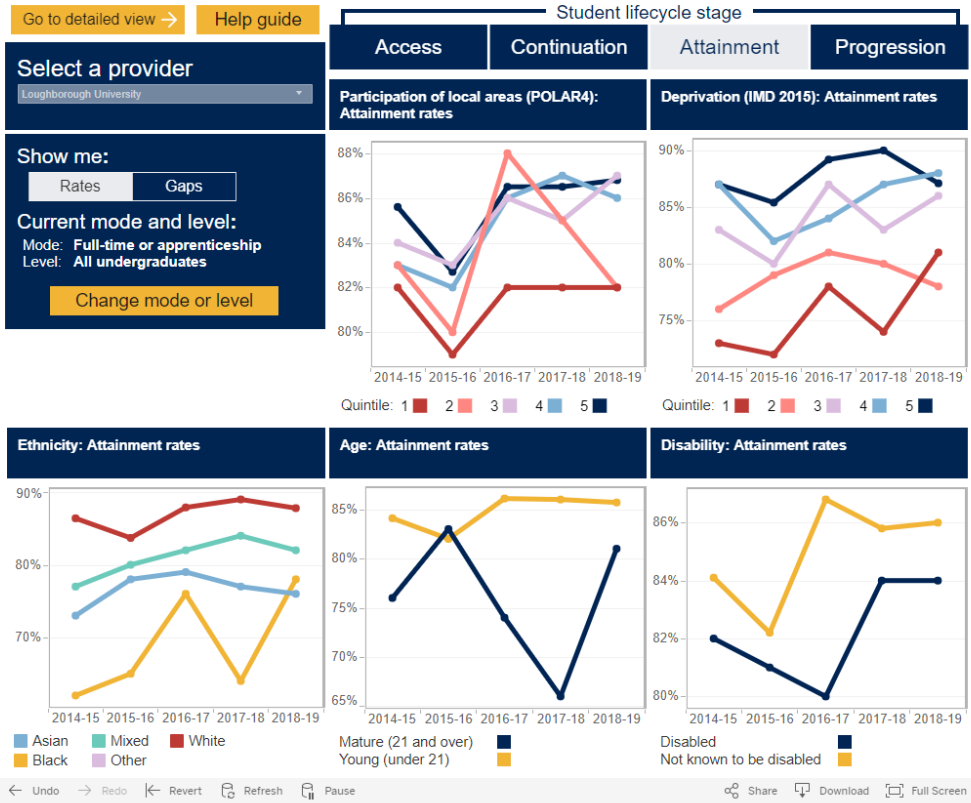 Go to detailed view
Help guide
Student lifecycle stage
Access
Continuation
Attainment
Progression
Select a provider
Loughborough University
Show me:
Rates
Gaps
Current mode and level:
Mode: Full-time or apprenticeship
Level: All undergraduates
Change mode or level
Participation of local areas (POLAR4):
Attainment rates
88%
86%
84%
82%
80%
2014-15 2015-16 2016-17 2017-18 2018-19
Quintile: 1 2 3 4 5
Deprivation (IMD 2015): Attainment rates
90%
85%
80%
75%
2014-15 2015-16 2016-17 2017-18 2018-19
Quintile: 1 2 3 4 5
Ethnicity: Attainment rates
90%
80%
70%
2014-15 2015-16 2016-17 2017-18 2018-19
Asian Mixed White
Black Other
Age: Attainment rates
85%
80%
75%
70%
65%
2014-15 2015-16 2016-17 2017-18 2018-19
Mature (21 and over)
Young (under 21)
Disability: Attainment rates
86%
84%
82%
80%
2014-15 2015-16 2016-17 2017-18 2018-19
Disabled
Not known to be disabled
Undo Redo Revert Refresh Pause Share Download Full Screen